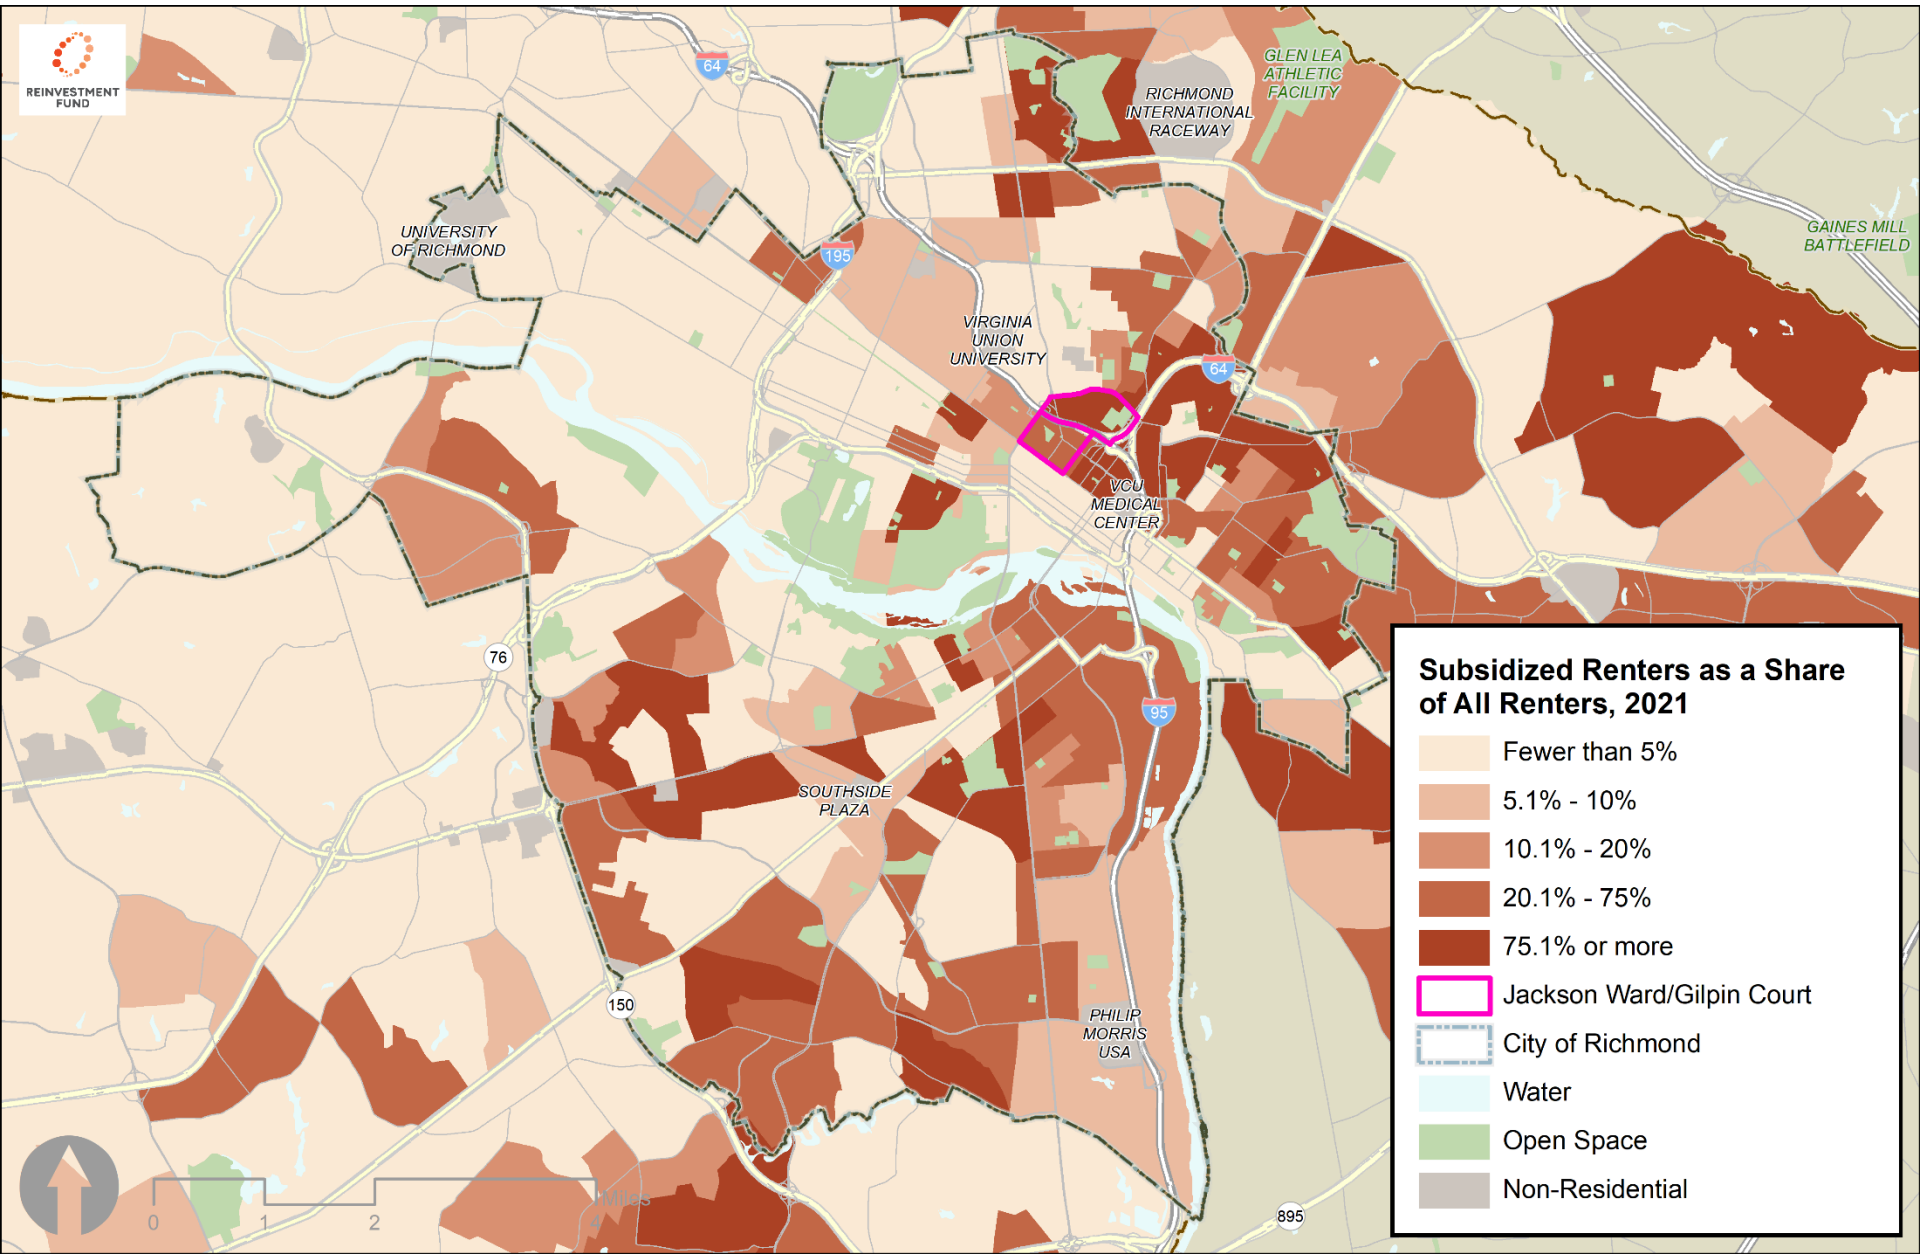 REINVESTMENT
FUND
64
GLEN LEA
ATHLETIC
FACILITY
RICHMOND
INTERNATIONAL
RACEWAY
UNIVERSITY
OF RICHMOND
195
GAINES MILL
BATTLEFIELD
VIRGINIA
UNION
UNIVERSITY
64
VCU
MEDICAL
CENTER
76
95
SOUTHSIDE
PLAZA
150
PHILIP
MORRIS
USA
895
Miles
0 1 2 4
Subsidized Renters as a Share
of All Renters, 2021
Fewer than 5%
5.1% - 10%
10.1% - 20%
20.1% - 75%
75.1% or more
Jackson Ward/Gilpin Court
City of Richmond
Water
Open Space
Non-Residential